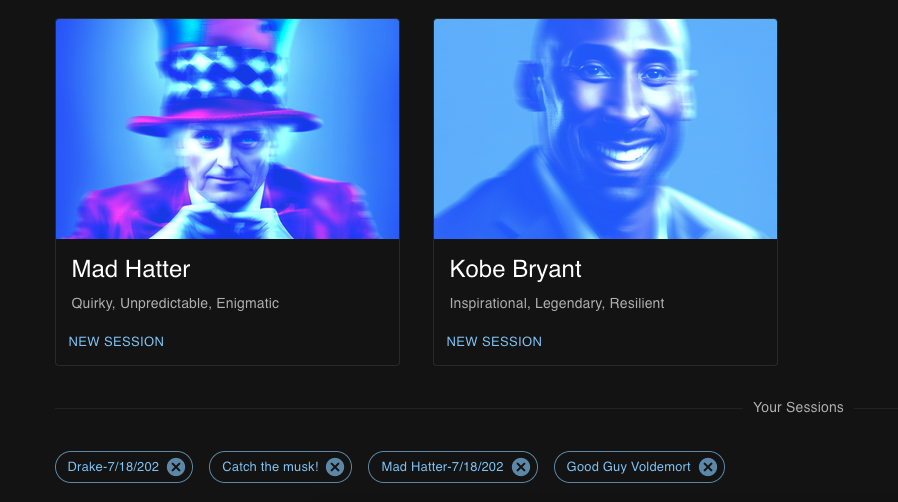 Mad Hatter
Kobe Bryant
Quirky, Unpredictable, Enigmatic
Inspirational, Legendary, Resilient
NEW SESSION
NEW SESSION
Your Sessions
Drake-7/18/202
Catch the musk!
Mad Hatter-7/18/202
Good Guy Voldemort